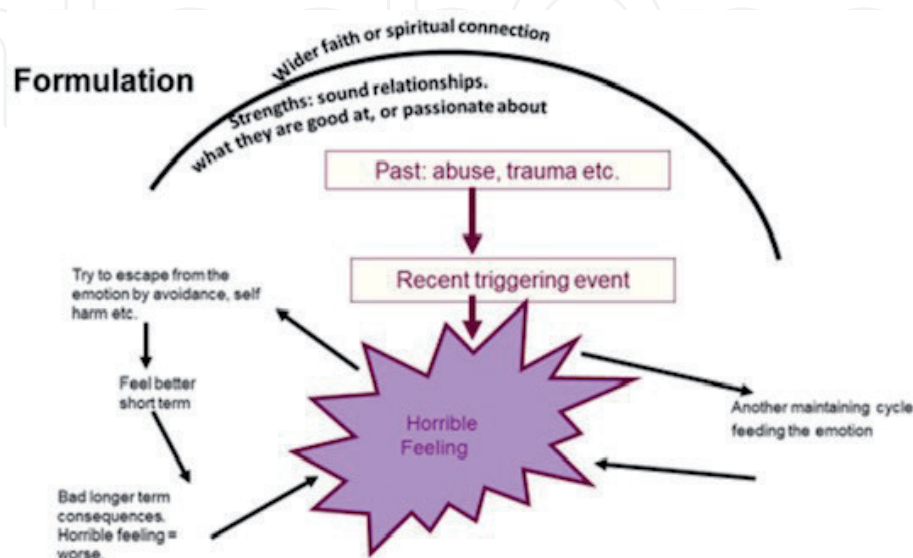 Formulation
Wider faith or spiritual connection
Strengths: sound relationships.
what they are good at, or passionate about
Past: abuse, trauma etc.
Recent triggering event
Try to escape from the
emotion by avoidance, self
harm etc.
Feel better
short term
Bad longer term
consequences.
Horrible feeling =
worse.
Horrible
Feeling
Another maintaining cycle
feeding the emotion